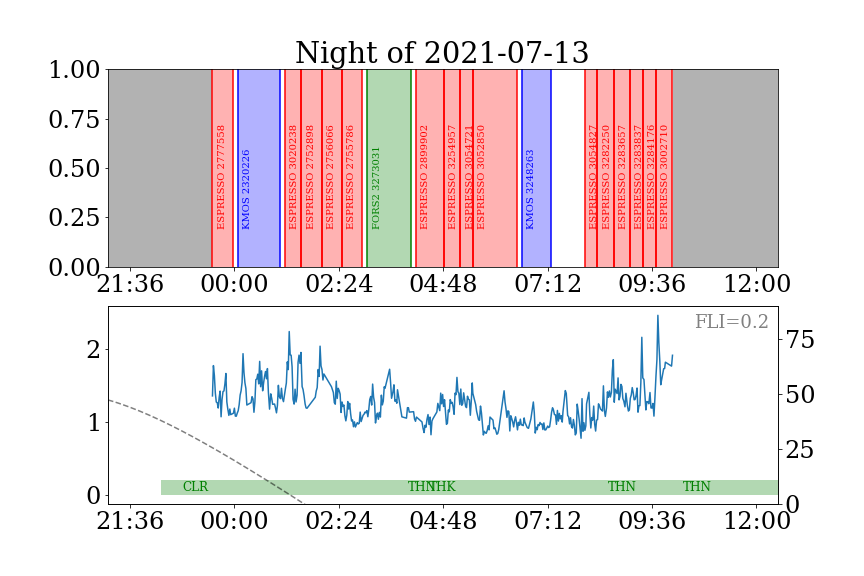 Night of 2021-07-13
1.00
0.75
0.50
0.25
0.00
ESPRESSO 2777558
KMOS 2320226
ESPRESSO 3020238
ESPRESSO 2752898
ESPRESSO 2756066
ESPRESSO 2755786
FORS2 3273031
ESPRESSO 2899902
ESPRESSO 3254957
ESPRESSO 3054721
ESPRESSO 3052850
KMOS 3248263
ESPRESSO 3054827
ESPRESSO 3282250
ESPRESSO 3283657
ESPRESSO 3283837
ESPRESSO 3284176
ESPRESSO 3002710
21:36 00:00 02:24 04:48 07:12 09:36 12:00
FLI=0.2
2
1
0
75
50
25
0
CLR THN THK THN THN
21:36 00:00 02:24 04:48 07:12 09:36 12:00